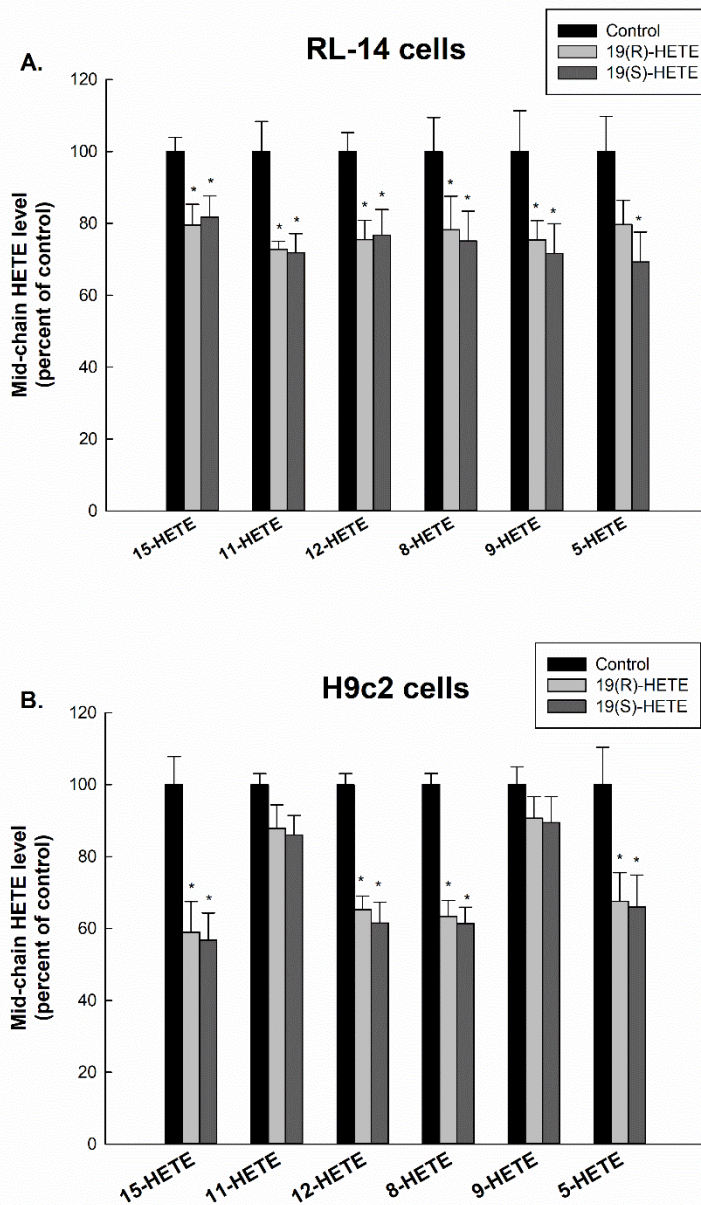 Control
19(R)-HETE
19(S)-HETE
A.
RL-14 cells
120
100
80
60
40
20
0
Mid-chain HETE level
(percent of control)
* *
* *
* *
* *
* *
*
15-HETE
11-HETE
12-HETE
8-HETE
9-HETE
5-HETE
Control
19(R)-HETE
19(S)-HETE
B.
H9c2 cells
120
100
80
60
40
20
0
Mid-chain HETE level
(percent of control)
* *
* *
* *
* *
15-HETE
11-HETE
12-HETE
8-HETE
9-HETE
5-HETE